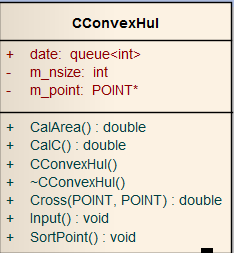 CConvexHul
+ date: queue<int>
- m_nsize: int
- m_point: POINT*
+ CalArea() : double
+ CalC() : double
+ CConvexHul()
+ ~CConvexHul()
+ Cross(POINT, POINT) : double
+ Input() : void
+ SortPoint() : void